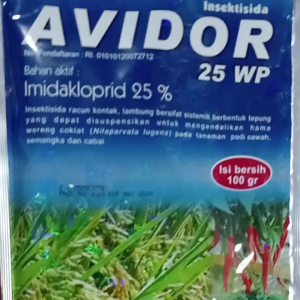 Insektisida
AVIDOR
No. Pendaftaran : RI. 01010120072712
25 WP
Bahan aktif :
Imidakloprid 25 %
Insektisida racun kontak, lambung bersifat sistemik berbentuk tepung
yang dapat disuspensikan untuk mengendalikan hama
wereng coklat (Nilaparvata lugens) pada tanaman padi sawah,
semangka dan cabai
Isi bersih
100 gr